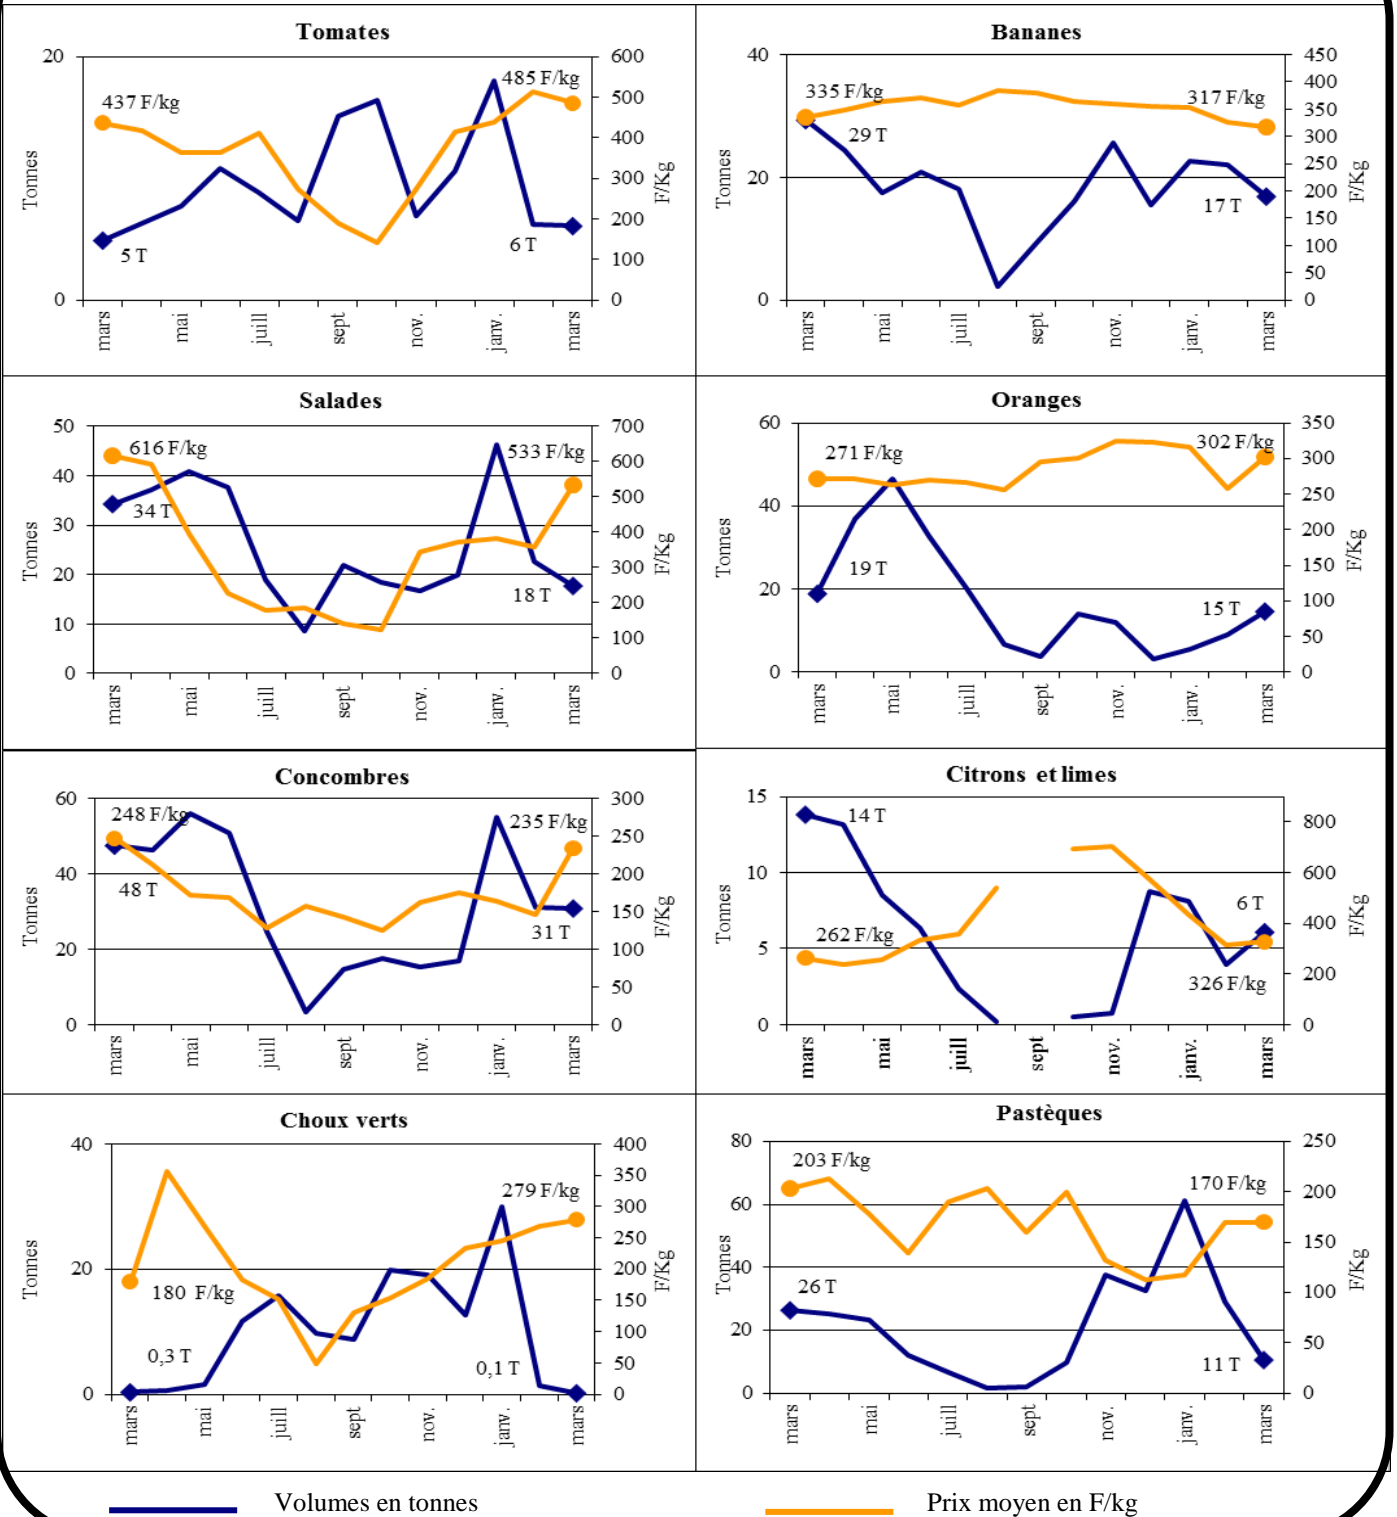 Tomates
20
0
Tonnes
600
500
400
300
200
100
0
F/Kg
437 F/kg
485 F/kg
5 T
6 T
mars
mai
juill
sept
nov.
janv.
mars
Bananes
40
20
0
Tonnes
450
400
350
300
250
200
150
100
50
0
F/Kg
335 F/kg
317 F/kg
29 T
17 T
mars
mai
juill
sept
nov.
janv.
mars
Salades
50
40
30
20
10
0
Tonnes
700
600
500
400
300
200
100
0
F/Kg
616 F/kg
533 F/kg
34 T
18 T
mars
mai
juill
sept
nov.
janv.
mars
Oranges
60
40
20
0
Tonnes
350
300
250
200
150
100
50
0
F/Kg
271 F/kg
302 F/kg
19 T
15 T
mars
mai
juill
sept
nov.
janv.
mars
Concombres
60
40
20
0
Tonnes
300
250
200
150
100
50
0
F/Kg
248 F/kg
235 F/kg
48 T
31 T
mars
mai
juill
sept
nov.
janv.
mars
Citrons et limes
15
10
5
0
Tonnes
800
600
400
200
0
F/Kg
14 T
6 T
262 F/kg
326 F/kg
mars
mai
juill
sept
nov.
janv.
mars
Choux verts
40
20
0
Tonnes
400
350
300
250
200
150
100
50
0
F/Kg
279 F/kg
180 F/kg
0,3 T
0,1 T
mars
mai
juill
sept
nov.
janv.
mars
Pastèques
80
60
40
20
0
Tonnes
250
200
150
100
50
0
F/Kg
203 F/kg
170 F/kg
26 T
11 T
mars
mai
juill
sept
nov.
janv.
mars
Volumes en tonnes
Prix moyen en F/kg